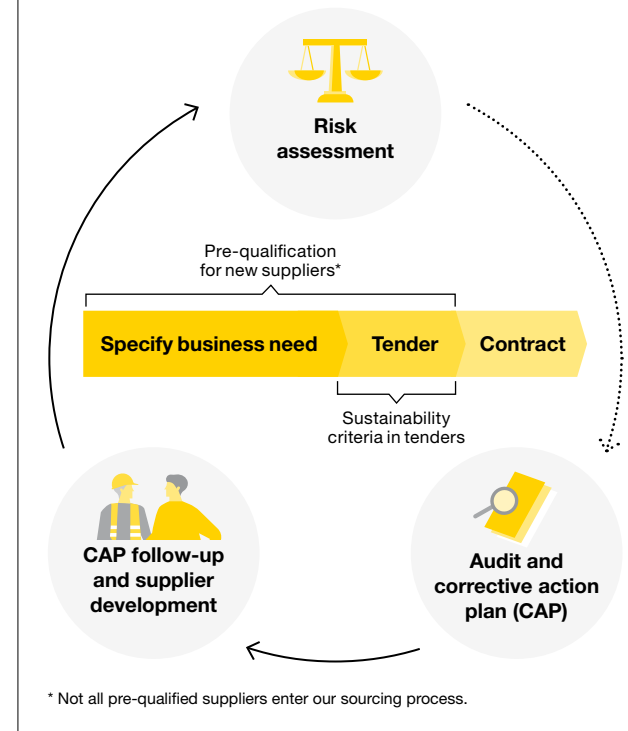 Risk
assessment
Pre-qualification
for new suppliers*
Specify business need
Tender
Contract
Sustainability
criteria in tenders
CAP follow-up
and supplier
development
Audit and
corrective action
plan (CAP)
* Not all pre-qualified suppliers enter our sourcing process.